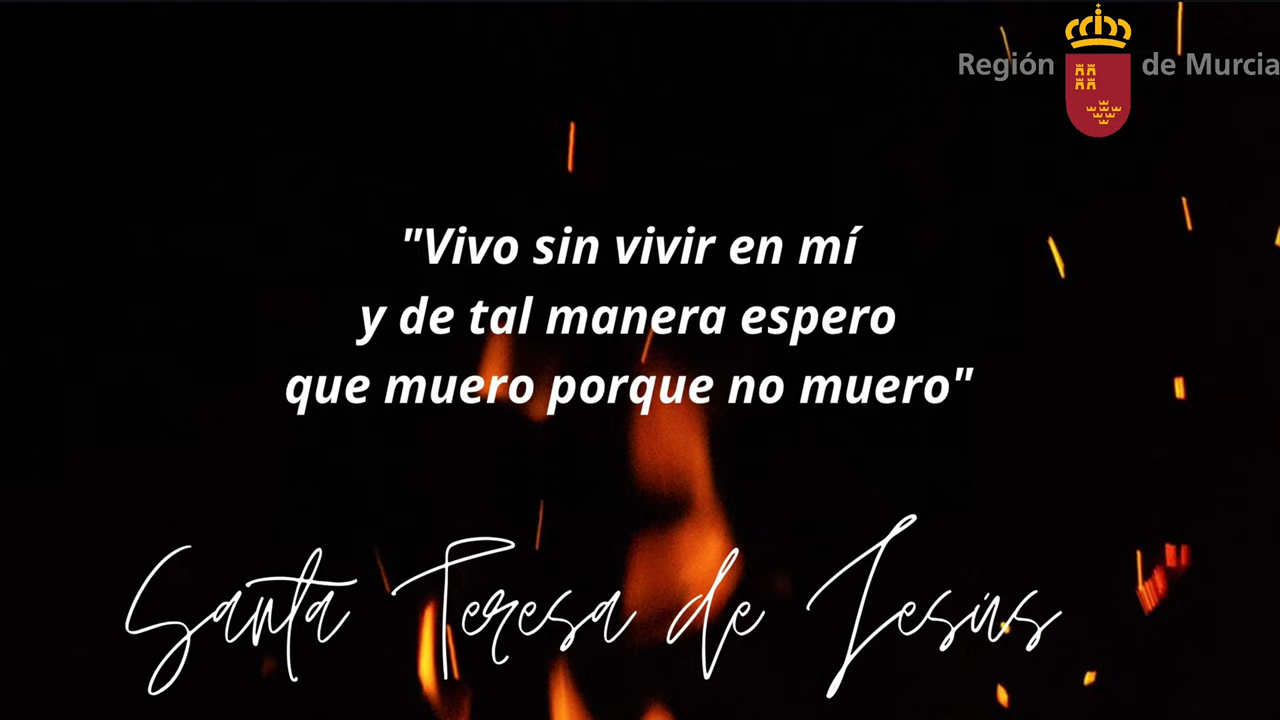 Región de Murcia
"Vivo sin vivir en mí
y de tal manera espero
que muero porque no muero"
Santa Teresa de Jesús